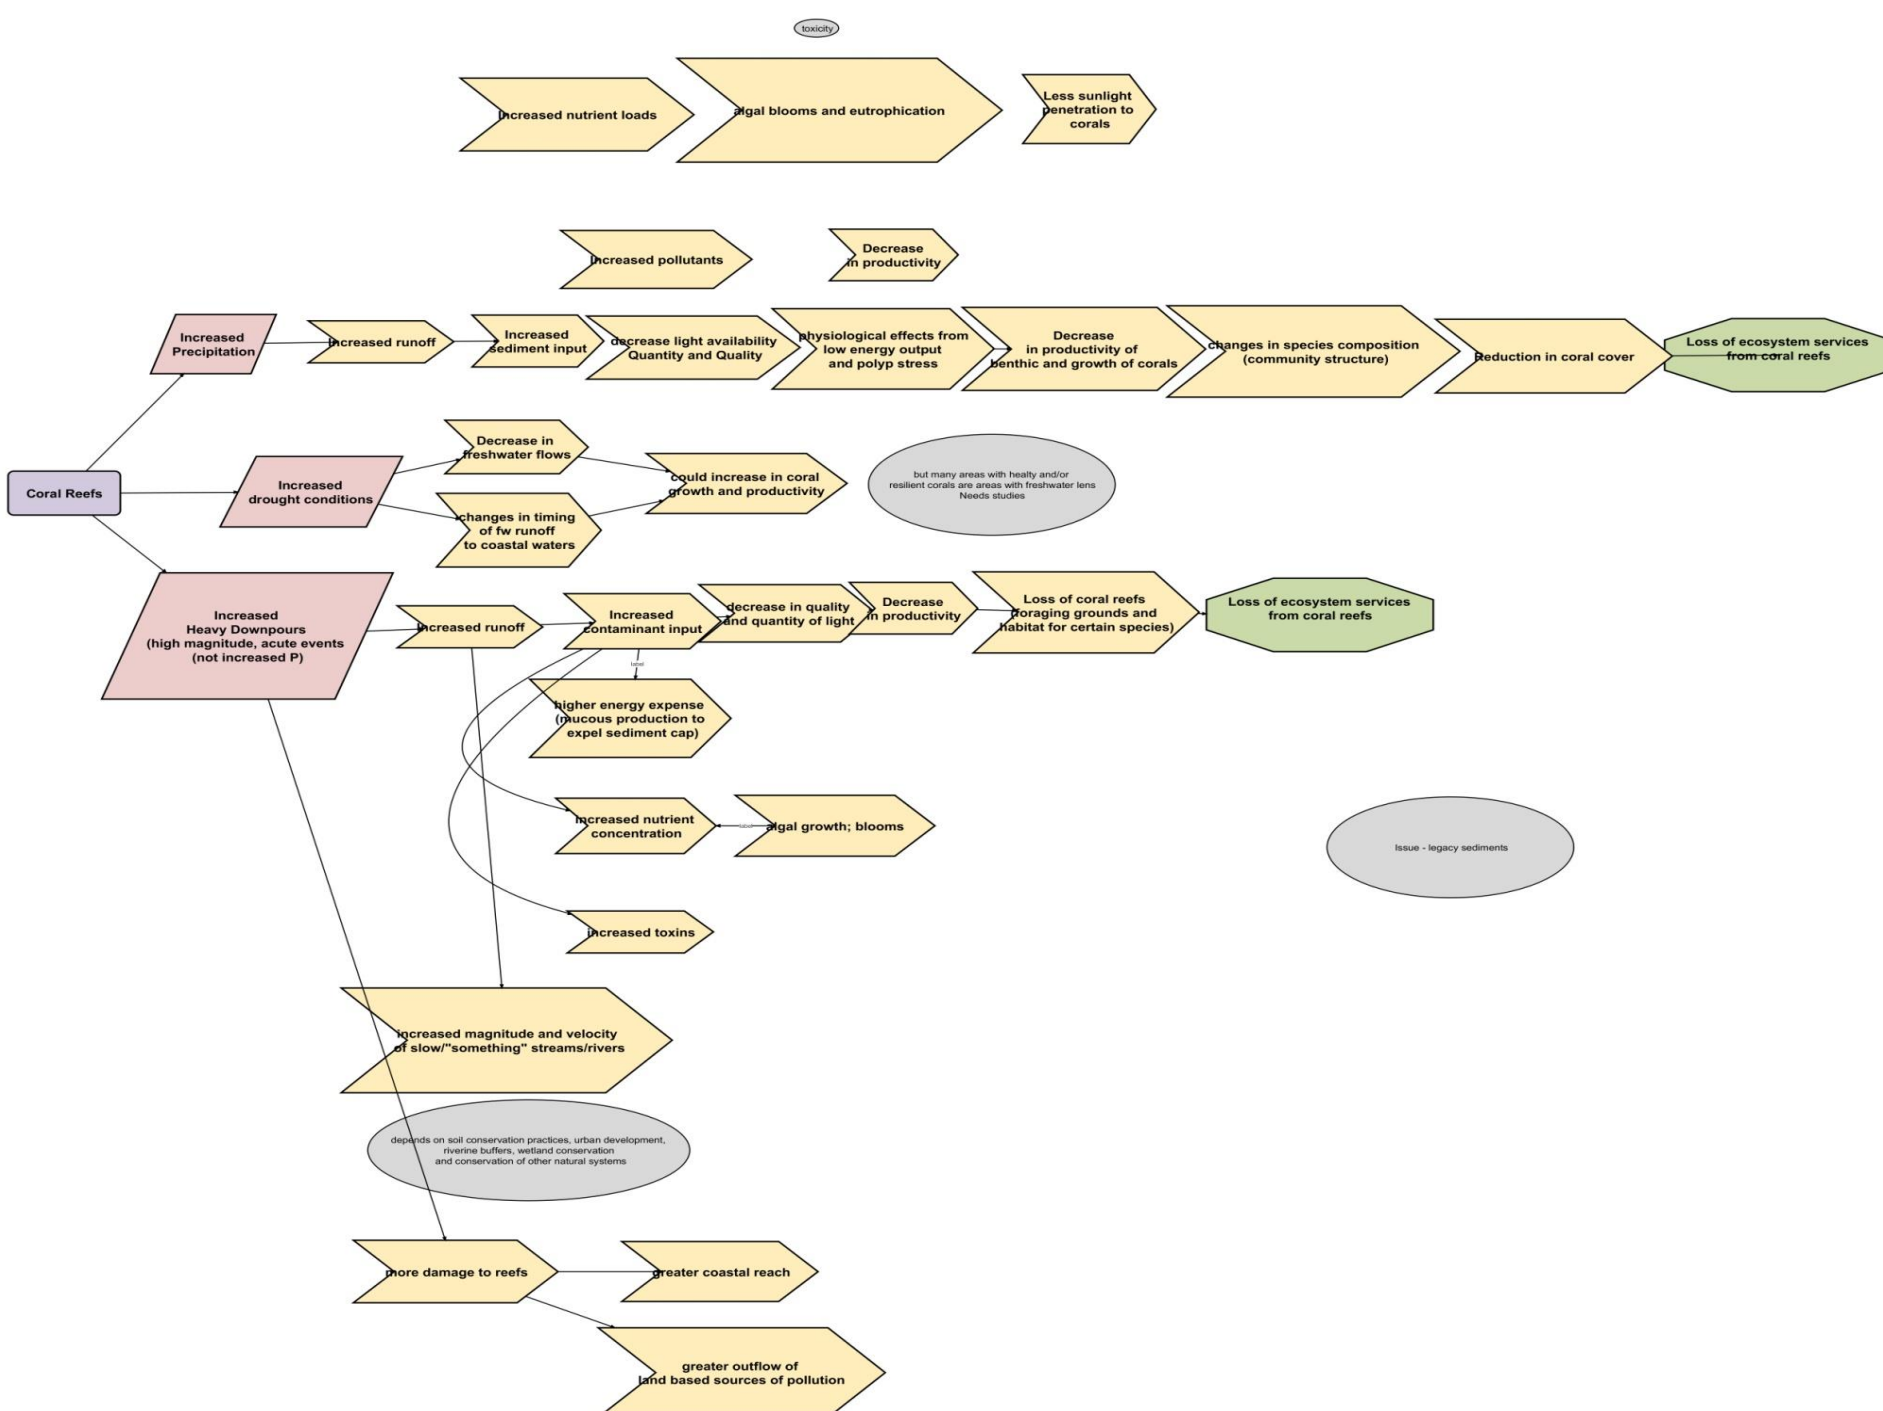 toxicity
increased nutrient loads
algal blooms and eutrophication
Less sunlight
penetration to
corals
increased pollutants
Decrease
in productivity
Increased
Precipitation
increased runoff
Increased
sediment input
decrease light availability
Quantity and Quality
physiological effects from
low energy output
and polyp stress
Decrease
in productivity of
benthic and growth of corals
changes in species composition
(community structure)
Reduction in coral cover
Loss of ecosystem services
from coral reefs
Coral Reefs
Increased
drought conditions
Decrease in
freshwater flows
changes in timing
of fw runoff
to coastal waters
could increase in coral
growth and productivity
but many areas with healty and/or
resilient corals are areas with freshwater lens
Needs studies
Increased
Heavy Downpours
(high magnitude, acute events
(not increased P)
increased runoff
Increased
contaminant input
decrease in quality
and quantity of light
Decrease
in productivity
Loss of coral reefs
foraging grounds and
habitat for certain species)
Loss of ecosystem services
from coral reefs
label
higher energy expense
(mucous production to
expel sediment cap)
increased nutrient
concentration
label
algal growth; blooms
Issue - legacy sediments
increased toxins
increased magnitude and velocity
of slow/"something" streams/rivers
depends on soil conservation practices, urban development,
riverine buffers, wetland conservation
and conservation of other natural systems
more damage to reefs
greater coastal reach
greater outflow of
land based sources of pollution